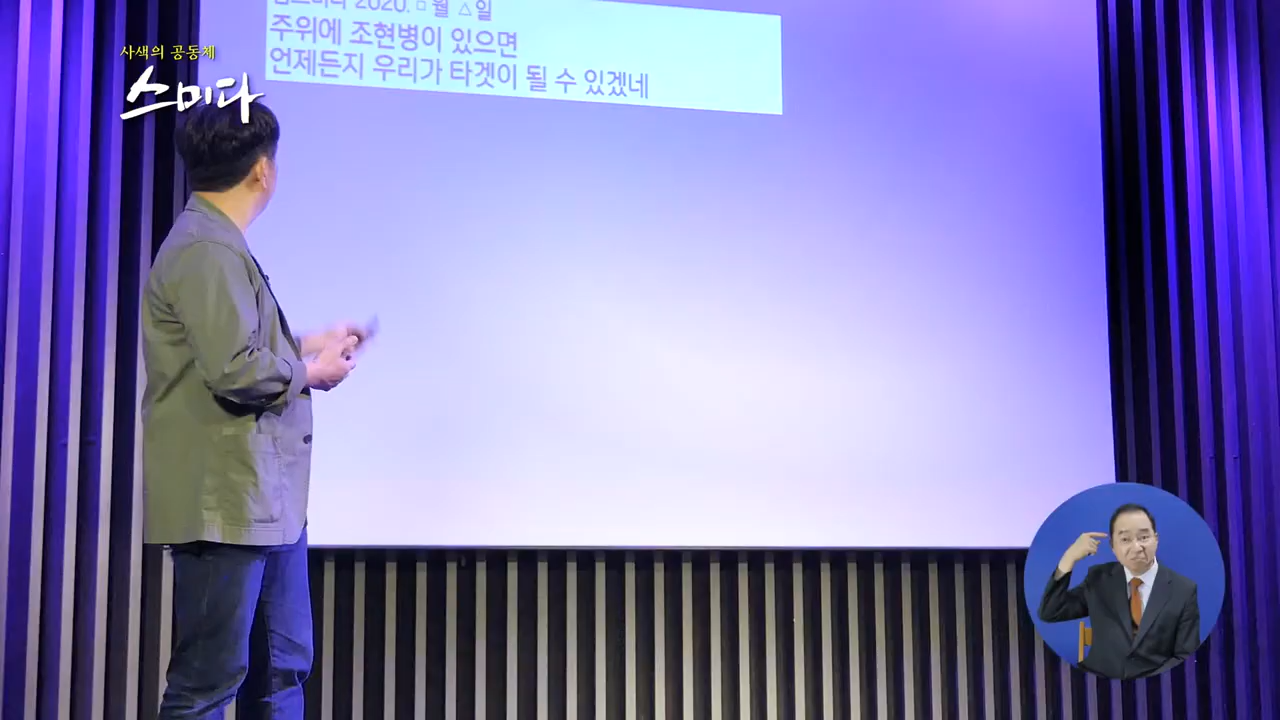 사색의 공동체
스미다
2020. □월 △일
주위에 조현병이 있으면
언제든지 우리가 타겟이 될 수 있겠네